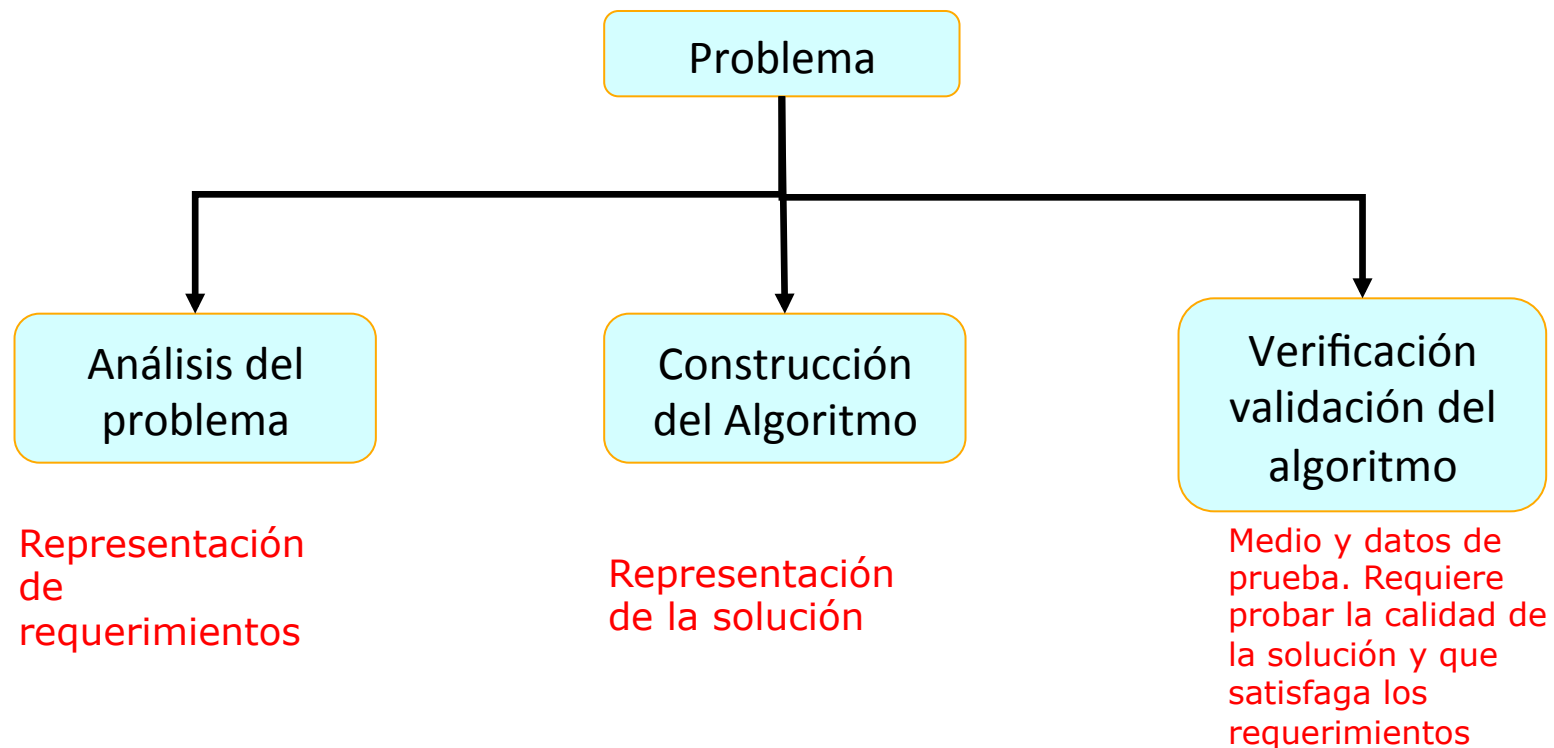 Problema
Análisis del
problema
Construcción
del Algoritmo
Verificación
validación del
algoritmo
Representación
de
requerimientos
Representación
de la solución
Medio y datos de
prueba. Requiere
probar la calidad de
la solución y que
satisfaga los
requerimientos